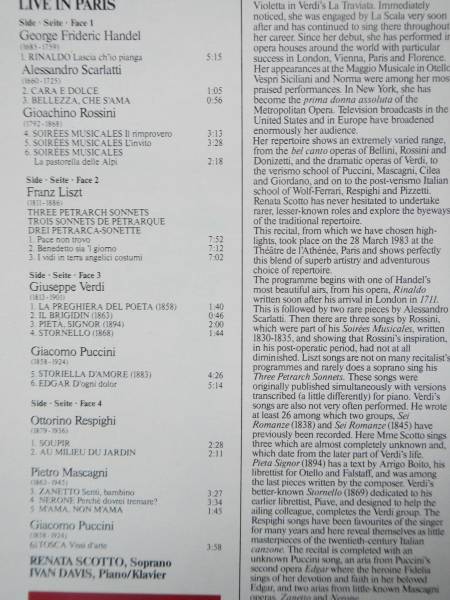 LIVE IN PARIS
Side · Seite · Face 1
George Frideric Handel
(1685-1759)
1. RINALDO Lascia ch'io pianga 5:15
Alessandro Scarlatti
(1660-1725)
2. CARA E DOLCE 1:05
3. BELLEZZA, CHE S'AMA 0:56
Gioachino Rossini
(1792-1868)
4. SOIRÉES MUSICALES Il rimprovero 3:13
5. SOIRÉES MUSICALES L'invito 3:28
6. SOIRÉES MUSICALES
La pastorella delle Alpi 2:18
Side · Seite · Face 2
Franz Liszt
(1811-1886)
THREE PETRARCH SONNETS
TROIS SONNETS DE PETRARQUE
DREI PETRARCA-SONETTE
1. Pace non trovo 7:52
2. Benedetto sia 'l giorno 7:12
3. I vidi in terra angelici costumi 7:02
Side · Seite · Face 3
Giuseppe Verdi
(1813-1901)
1. LA PREGHIERA DEL POETA (1858) 1:40
2. IL BRIGIDIN (1863) 0:46
3. PIETA, SIGNOR (1894) 2:00
4. STORNELLO (1868) 1:44
Giacomo Puccini
(1858-1924)
5. STORIELLA D'AMORE (1883) 4:26
6. EDGAR D'ogni dolor 5:14
Side · Seite · Face 4
Ottorino Respighi
(1879-1936)
1. SOUPIR 2:28
2. AU MILIEU DU JARDIN 2:11
Pietro Mascagni
(1863-1945)
3. ZANETTO Senti, bambino 3:27
4. NERONE Perchè dovrei tremare? 3:34
5. M'AMA, NON M'AMA 1:45
Giacomo Puccini
(1858-1924)
6. TOSCA Vissi d'arte 3:58
RENATA SCOTTO, Soprano
IVAN DAVIS, Piano/Klavier
Violetta in Verdi's La Traviata. Immediately
noticed, she was engaged by La Scala very soon
after and has continued to sing there throughout
her career. Since her debut, she has performed in
opera houses around the world with particular
success in London, Vienna, Paris and Florence.
Her appearances at the Maggio Musicale in Otello,
Vespri Siciliani and Norma were among her most
praised performances. In New York, she has
become the prima donna assoluta of the
Metropolitan Opera. Television broadcasts in the
United States and in Europe have broadened
enormously her audience.
Her repertoire shows an extremely varied range,
from the bel canto operas of Bellini, Rossini and
Donizetti, and the dramatic operas of Verdi, to
the verismo school of Puccini, Mascagni, Cilea
and Giordano, and on to the post-verismo Italian
school of Wolf-Ferrari, Respighi and Pizzetti.
Renata Scotto has never hesitated to undertake
rarer, lesser-known roles and explore the byeways
of the traditional repertoire.
This recital, from which we have chosen high-
lights, took place on the 28 March 1983 at the
Théâtre de l'Athénée, Paris and shows perfectly
this blend of superb artistry and adventurous
choice of repertoire.
The programme begins with one of Handel's
most beautiful airs, from his opera, Rinaldo
written soon after his arrival in London in 1711.
This is followed by two rare pieces by Alessandro
Scarlatti. Then there are three songs by Rossini,
which were part of his Soirées Musicales, written
1830-1835, and showing that Rossini's inspiration,
in his post-operatic period, had not at all
diminished. Liszt songs are not on many recitalist's
programmes and rarely does a soprano sing his
Three Petrarch Sonnets. These songs were
originally published simultaneously with versions
transcribed (a little differently) for piano. Verdi's
songs are also not very often performed. He wrote
at least 26 among which two groups, Sei
Romanze (1838) and Sei Romanze (1845) have
previously been recorded. Here Mme Scotto sings
three which are almost completely unknown and,
which date from the later part of Verdi's life.
Pieta Signor (1894) has a text by Arrigo Boito, his
librettist for Otello and Falstaff, and was among
the last pieces written by the composer. Verdi's
better-known Stornello (1869) dedicated to his
earlier librettist, Piave, and designed to help the
ailing colleague, completes the Verdi group. The
Respighi songs have been favourites of the singer
for many years and here reveal themselves as little
masterpieces of the twentieth-century Italian
canzone. The recital is completed with an
unknown Puccini song, an aria from Puccini's
second opera Edgar where the heroine Fidelia
sings of her devotion and faith in her beloved
Edgar, and two arias from little-known Mascagni
operas, Zanetto and Nerone.